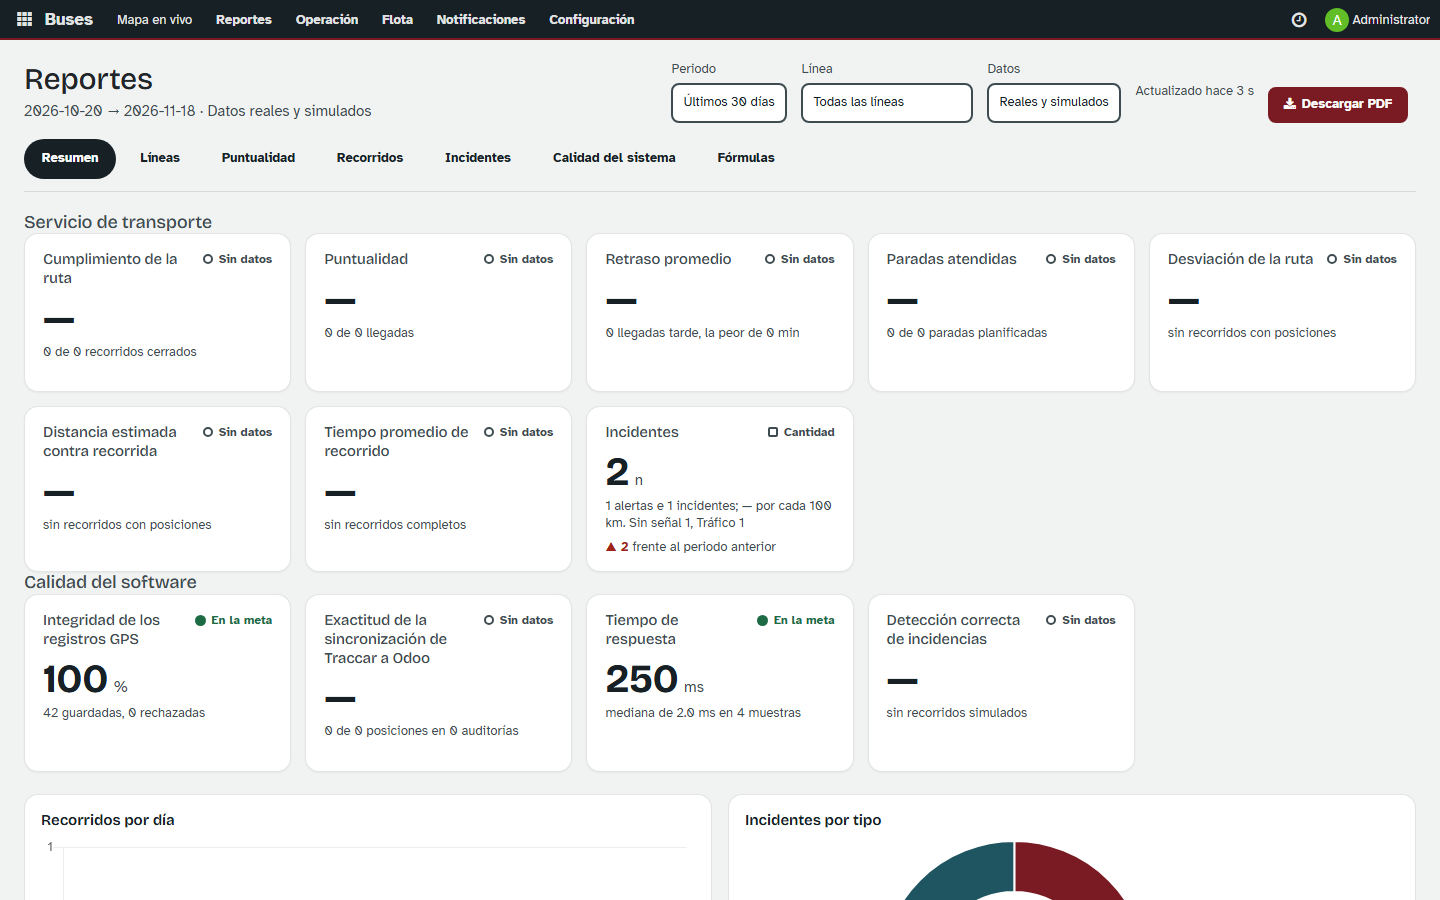 Buses Mapa en vivo Reportes Operación Flota Notificaciones Configuración A Administrator
Reportes
2026-10-20 → 2026-11-18 · Datos reales y simulados
Periodo
Últimos 30 días
Línea
Todas las líneas
Datos
Reales y simulados
Actualizado hace 3 s
Descargar PDF
Resumen Líneas Puntualidad Recorridos Incidentes Calidad del sistema Fórmulas
Servicio de transporte
Cumplimiento de la
ruta
Sin datos
—
0 de 0 recorridos cerrados
Puntualidad
Sin datos
—
0 de 0 llegadas
Retraso promedio
Sin datos
—
0 llegadas tarde, la peor de 0 min
Paradas atendidas
Sin datos
—
0 de 0 paradas planificadas
Desviación de la ruta
Sin datos
—
sin recorridos con posiciones
Distancia estimada
contra recorrida
Sin datos
—
sin recorridos con posiciones
Tiempo promedio de
recorrido
Sin datos
—
sin recorridos completos
Incidentes
Cantidad
2 n
1 alertas e 1 incidentes; — por cada 100
km. Sin señal 1, Tráfico 1
▲ 2 frente al periodo anterior
Calidad del software
Integridad de los
registros GPS
En la meta
100 %
42 guardadas, 0 rechazadas
Exactitud de la
sincronización de
Traccar a Odoo
Sin datos
—
0 de 0 posiciones en 0 auditorías
Tiempo de
respuesta
En la meta
250 ms
mediana de 2.0 ms en 4 muestras
Detección correcta
de incidencias
Sin datos
—
sin recorridos simulados
Recorridos por día
1
Incidentes por tipo